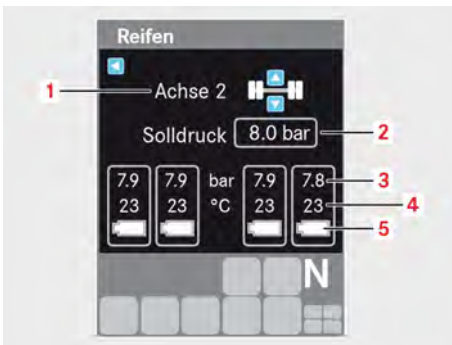 Reifen
1 Achse 2
Solldruck 8.0 bar 2
7.9 7.9 bar 7.9 7.8 3
23 23 °C 23 23 4
5
N